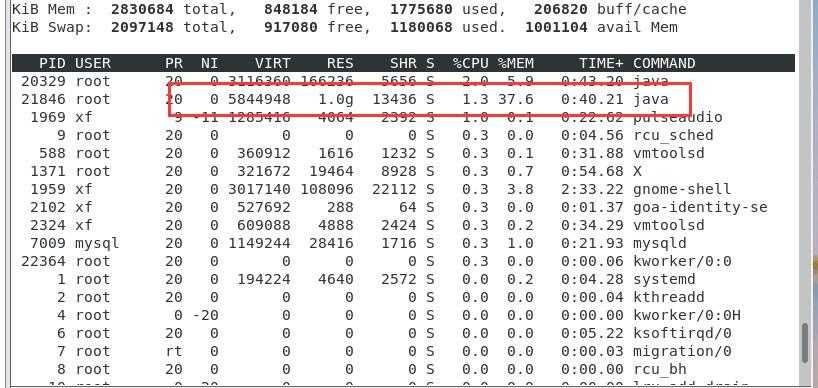 KiB Mem :  2830684 total,   848184 free,  1775680 used,   206820 buff/cache
KiB Swap:  2097148 total,   917080 free,  1180068 used.  1001104 avail Mem
PID USER      PR  NI    VIRT    RES    SHR S  %CPU %MEM     TIME+ COMMAND
20329 root      20   0 3116360 166236   5656 S   2.0  5.9   0:43.20 java
21846 root      20   0 5844948   1.0g  13436 S   1.3 37.6   0:40.21 java
1969 xf         9 -11 1285416   4064   2392 S   1.0  0.1   0:22.62 pulseaudio
9 root      20   0       0      0      0 S   0.3  0.0   0:04.56 rcu_sched
588 root      20   0  360912   1616   1232 S   0.3  0.1   0:31.88 vmtoolsd
1371 root      20   0  321672  19464   8928 S   0.3  0.7   0:54.68 X
1959 xf        20   0 3017140 108096  22112 S   0.3  3.8   2:33.22 gnome-shell
2102 xf        20   0  527692    288     64 S   0.3  0.0   0:01.37 goa-identity-se
2324 xf        20   0  609088   4888   2424 S   0.3  0.2   0:34.29 vmtoolsd
7009 mysql     20   0 1149244  28416   1716 S   0.3  1.0   0:21.93 mysqld
22364 root      20   0       0      0      0 S   0.3  0.0   0:00.06 kworker/0:0
1 root      20   0  194224   4640   2572 S   0.0  0.2   0:04.28 systemd
2 root      20   0       0      0      0 S   0.0  0.0   0:00.04 kthreadd
4 root       0 -20       0      0      0 S   0.0  0.0   0:00.00 kworker/0:0H
6 root      20   0       0      0      0 S   0.0  0.0   0:05.22 ksoftirqd/0
7 root      rt   0       0      0      0 S   0.0  0.0   0:00.03 migration/0
8 root      20   0       0      0      0 S   0.0  0.0   0:00.00 rcu_bh